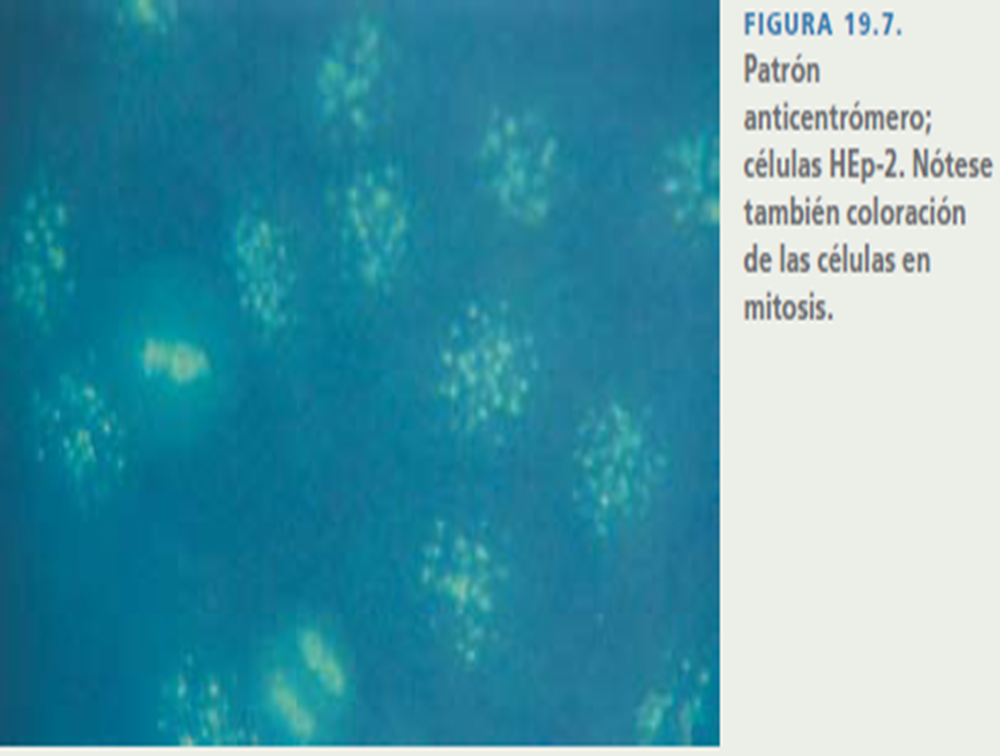 FIGURA 19.7.
Patrón
anticentrómero;
células HEp-2. Nótese
también coloración
de las células en
mitosis.